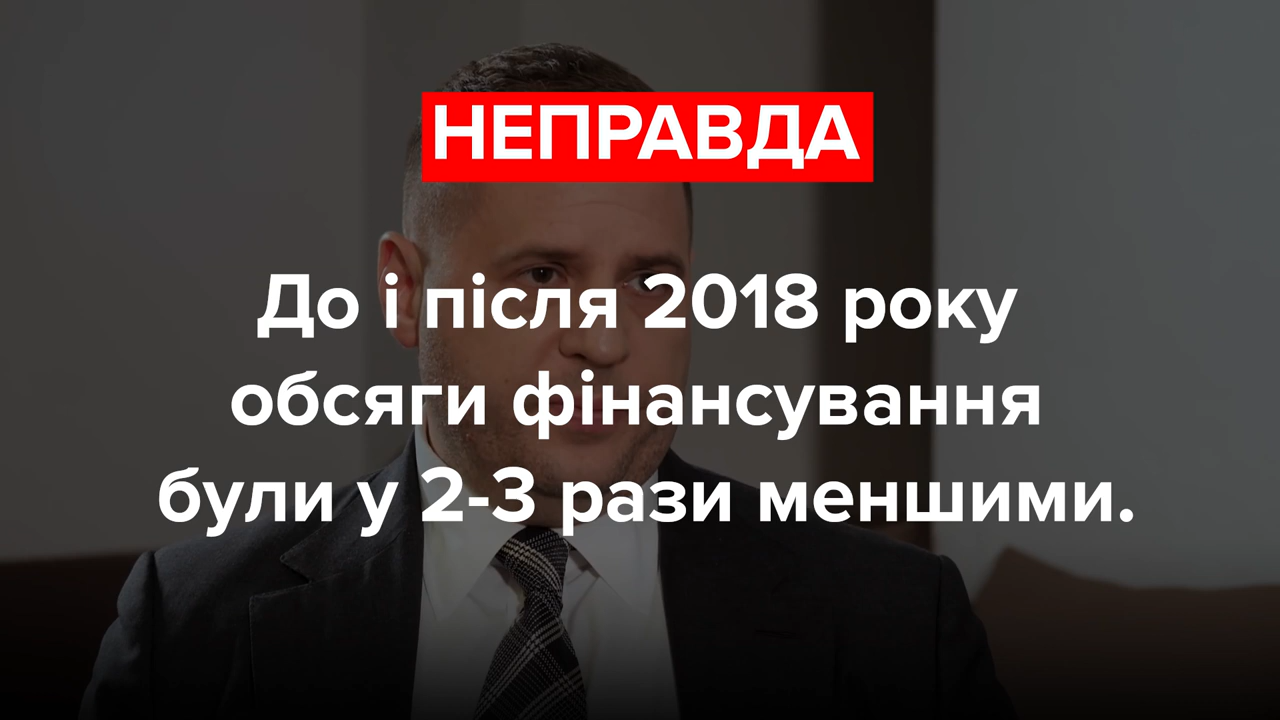 НЕПРАВДА
До і після 2018 року
обсяги фінансування
були у 2-3 рази меншими.